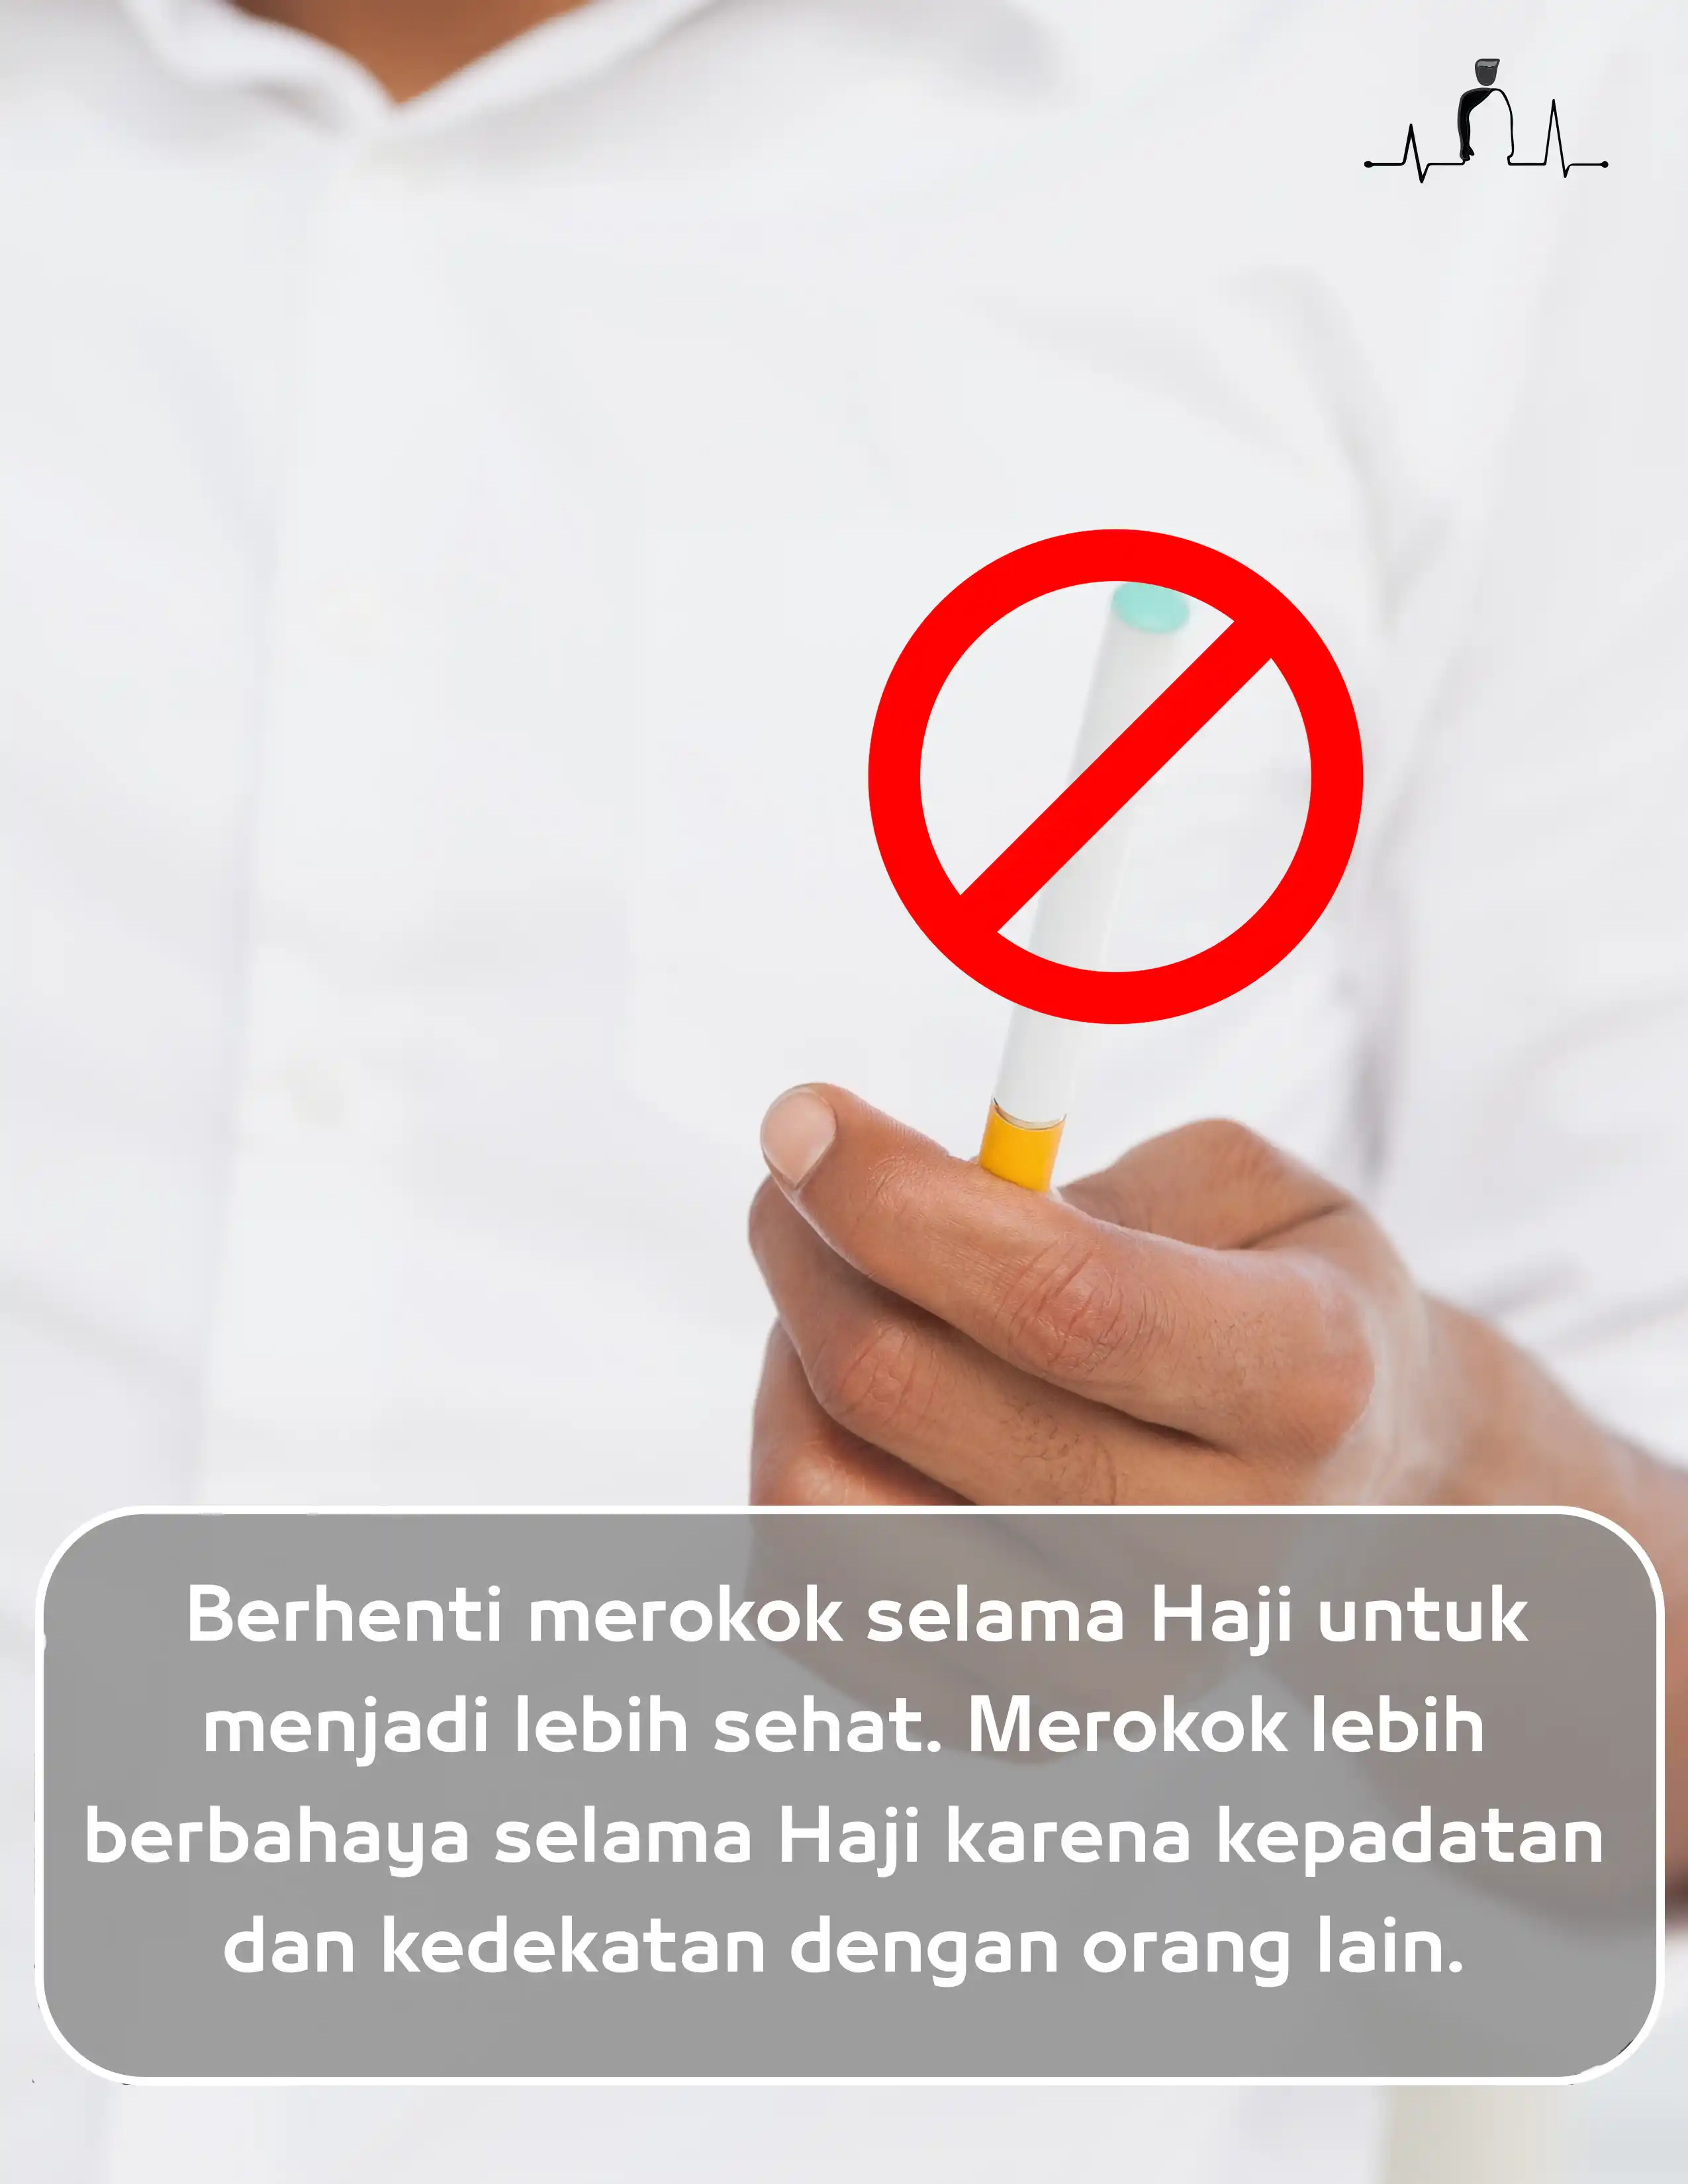 Berhenti merokok selama Haji untuk
menjadi lebih sehat. Merokok lebih
berbahaya selama Haji karena kepadatan
dan kedekatan dengan orang lain.